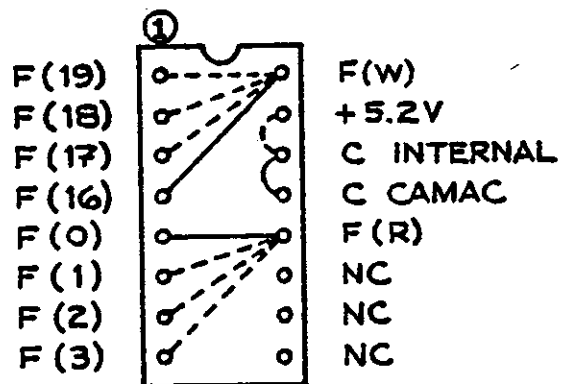 1
F(19) F(W)
F(18) +5.2V
F(17) C INTERNAL
F(16) C CAMAC
F(0) F(R)
F(1) NC
F(2) NC
F(3) NC